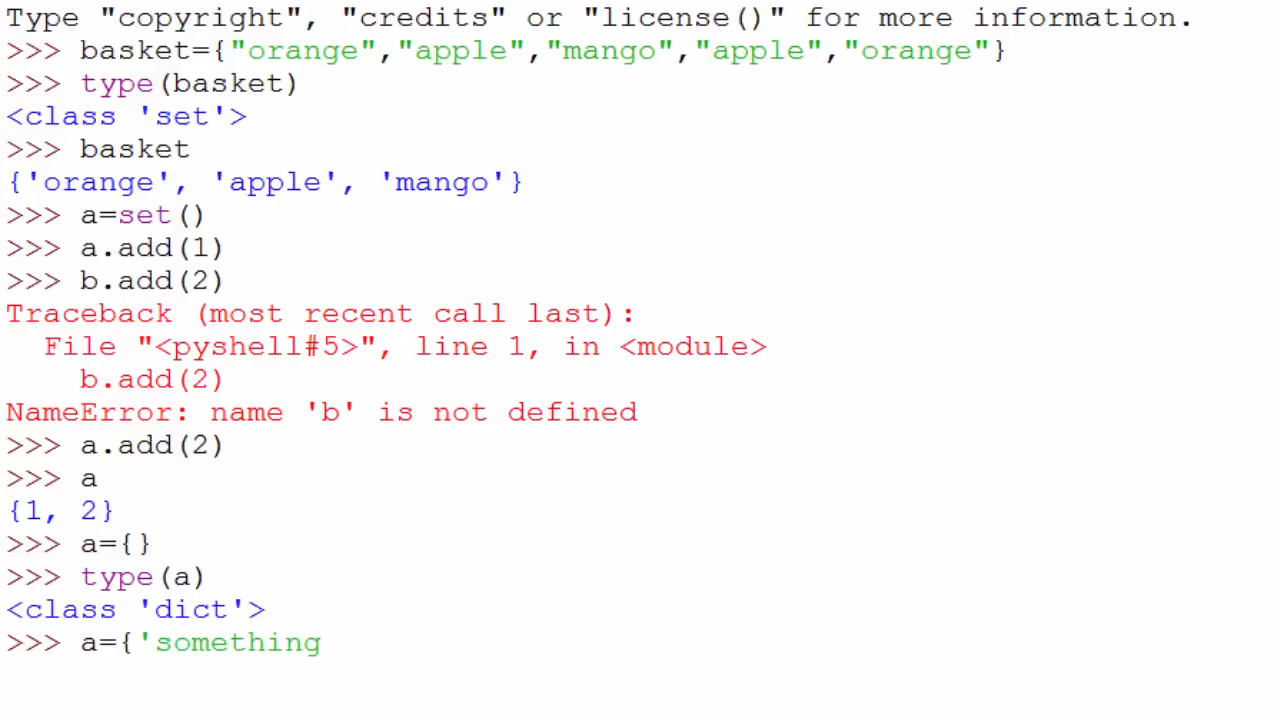 Type "copyright", "credits" or "license()" for more information.
>>> basket={"orange","apple","mango","apple","orange"}
>>> type(basket)
<class 'set'>
>>> basket
{'orange', 'apple', 'mango'}
>>> a=set()
>>> a.add(1)
>>> b.add(2)
Traceback (most recent call last):
  File "<pyshell#5>", line 1, in <module>
    b.add(2)
NameError: name 'b' is not defined
>>> a.add(2)
>>> a
{1, 2}
>>> a={}
>>> type(a)
<class 'dict'>
>>> a={'something